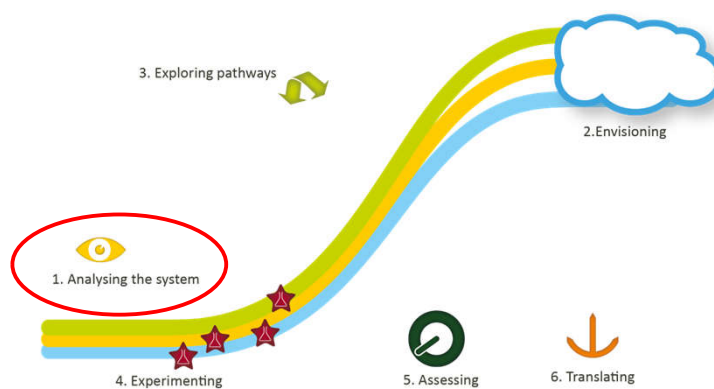 3. Exploring pathways
2.Envisioning
1. Analysing the system
4. Experimenting
5. Assessing
6. Translating